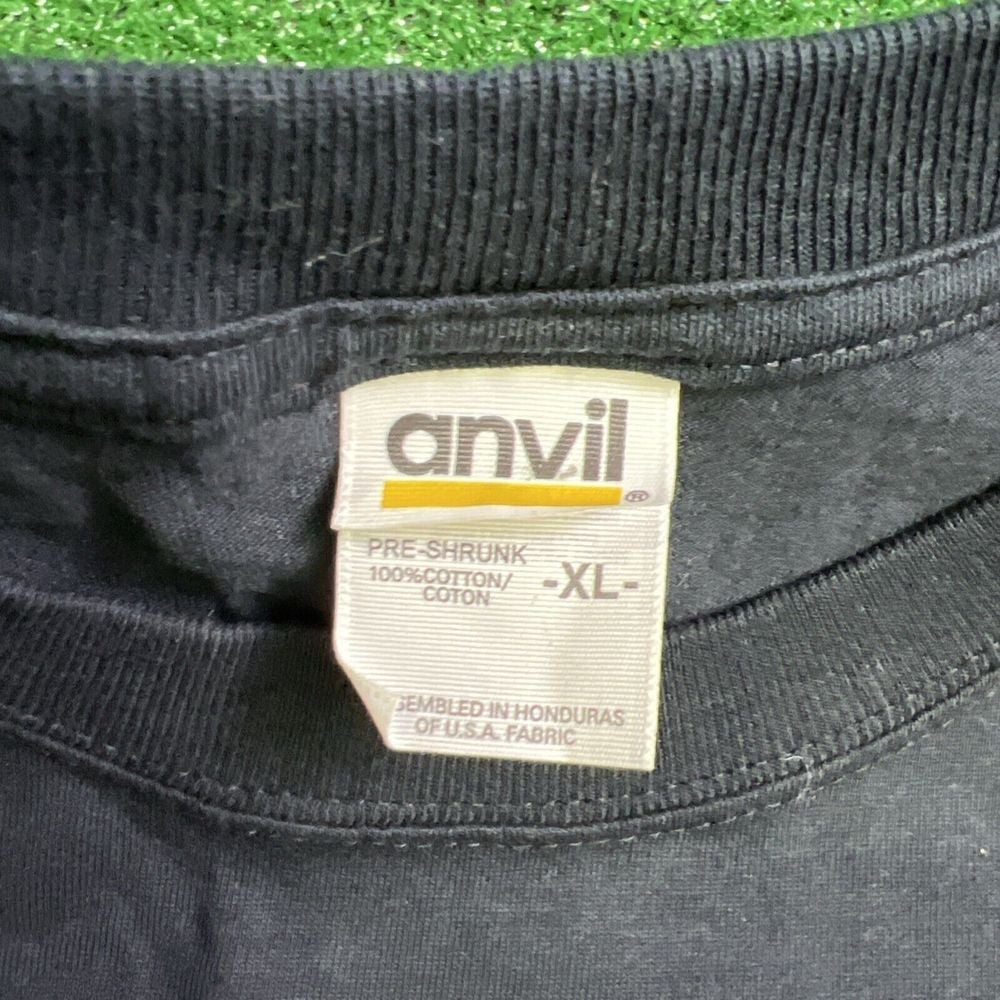 anvil
®
PRE-SHRUNK
100%COTTON/
COTON
-XL-
SEMBLED IN HONDURAS
OF U.S.A. FABRIC